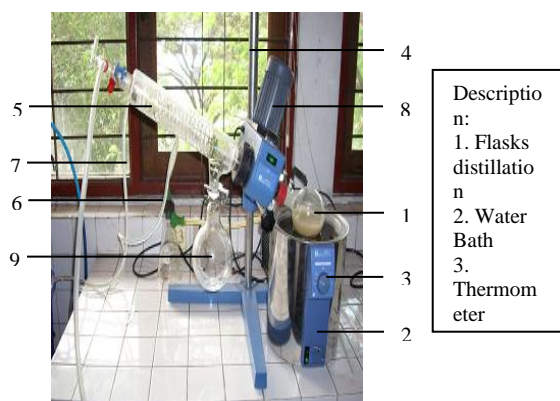 4
5
8
7
6
1
9
3
2
Descriptio
n:
1. Flasks
distillatio
n
2. Water
Bath
3.
Thermom
eter